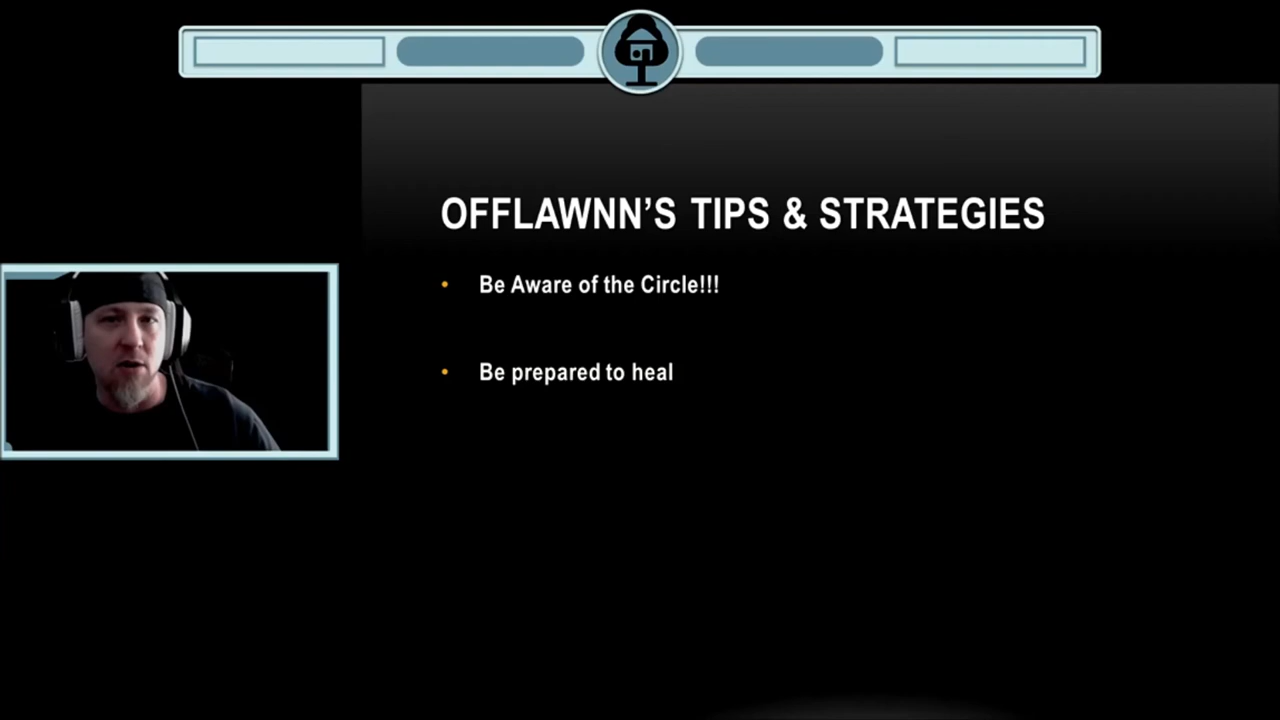 OFFLAWNN’S TIPS & STRATEGIES
• Be Aware of the Circle!!!
• Be prepared to heal